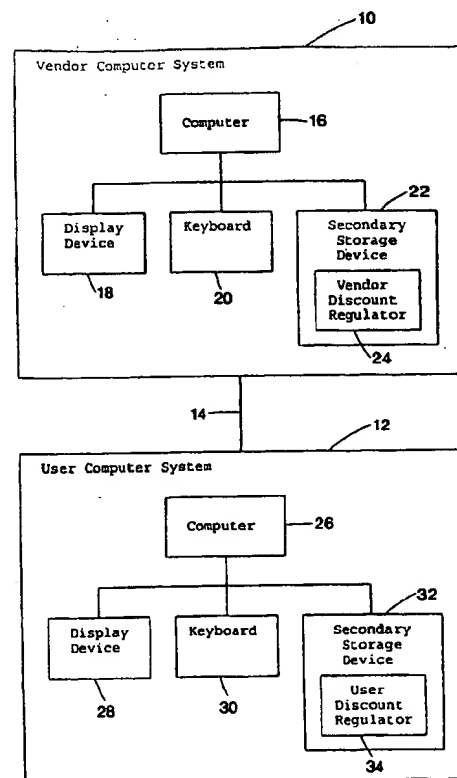 10
Vendor Computer System
Computer
16
22
Display
Device
18
Keyboard
20
Secondary
Storage
Device
Vendor
Discount
Regulator
24
14
12
User Computer System
Computer
26
32
Display
Device
28
Keyboard
30
Secondary
Storage
Device
User
Discount
Regulator
34